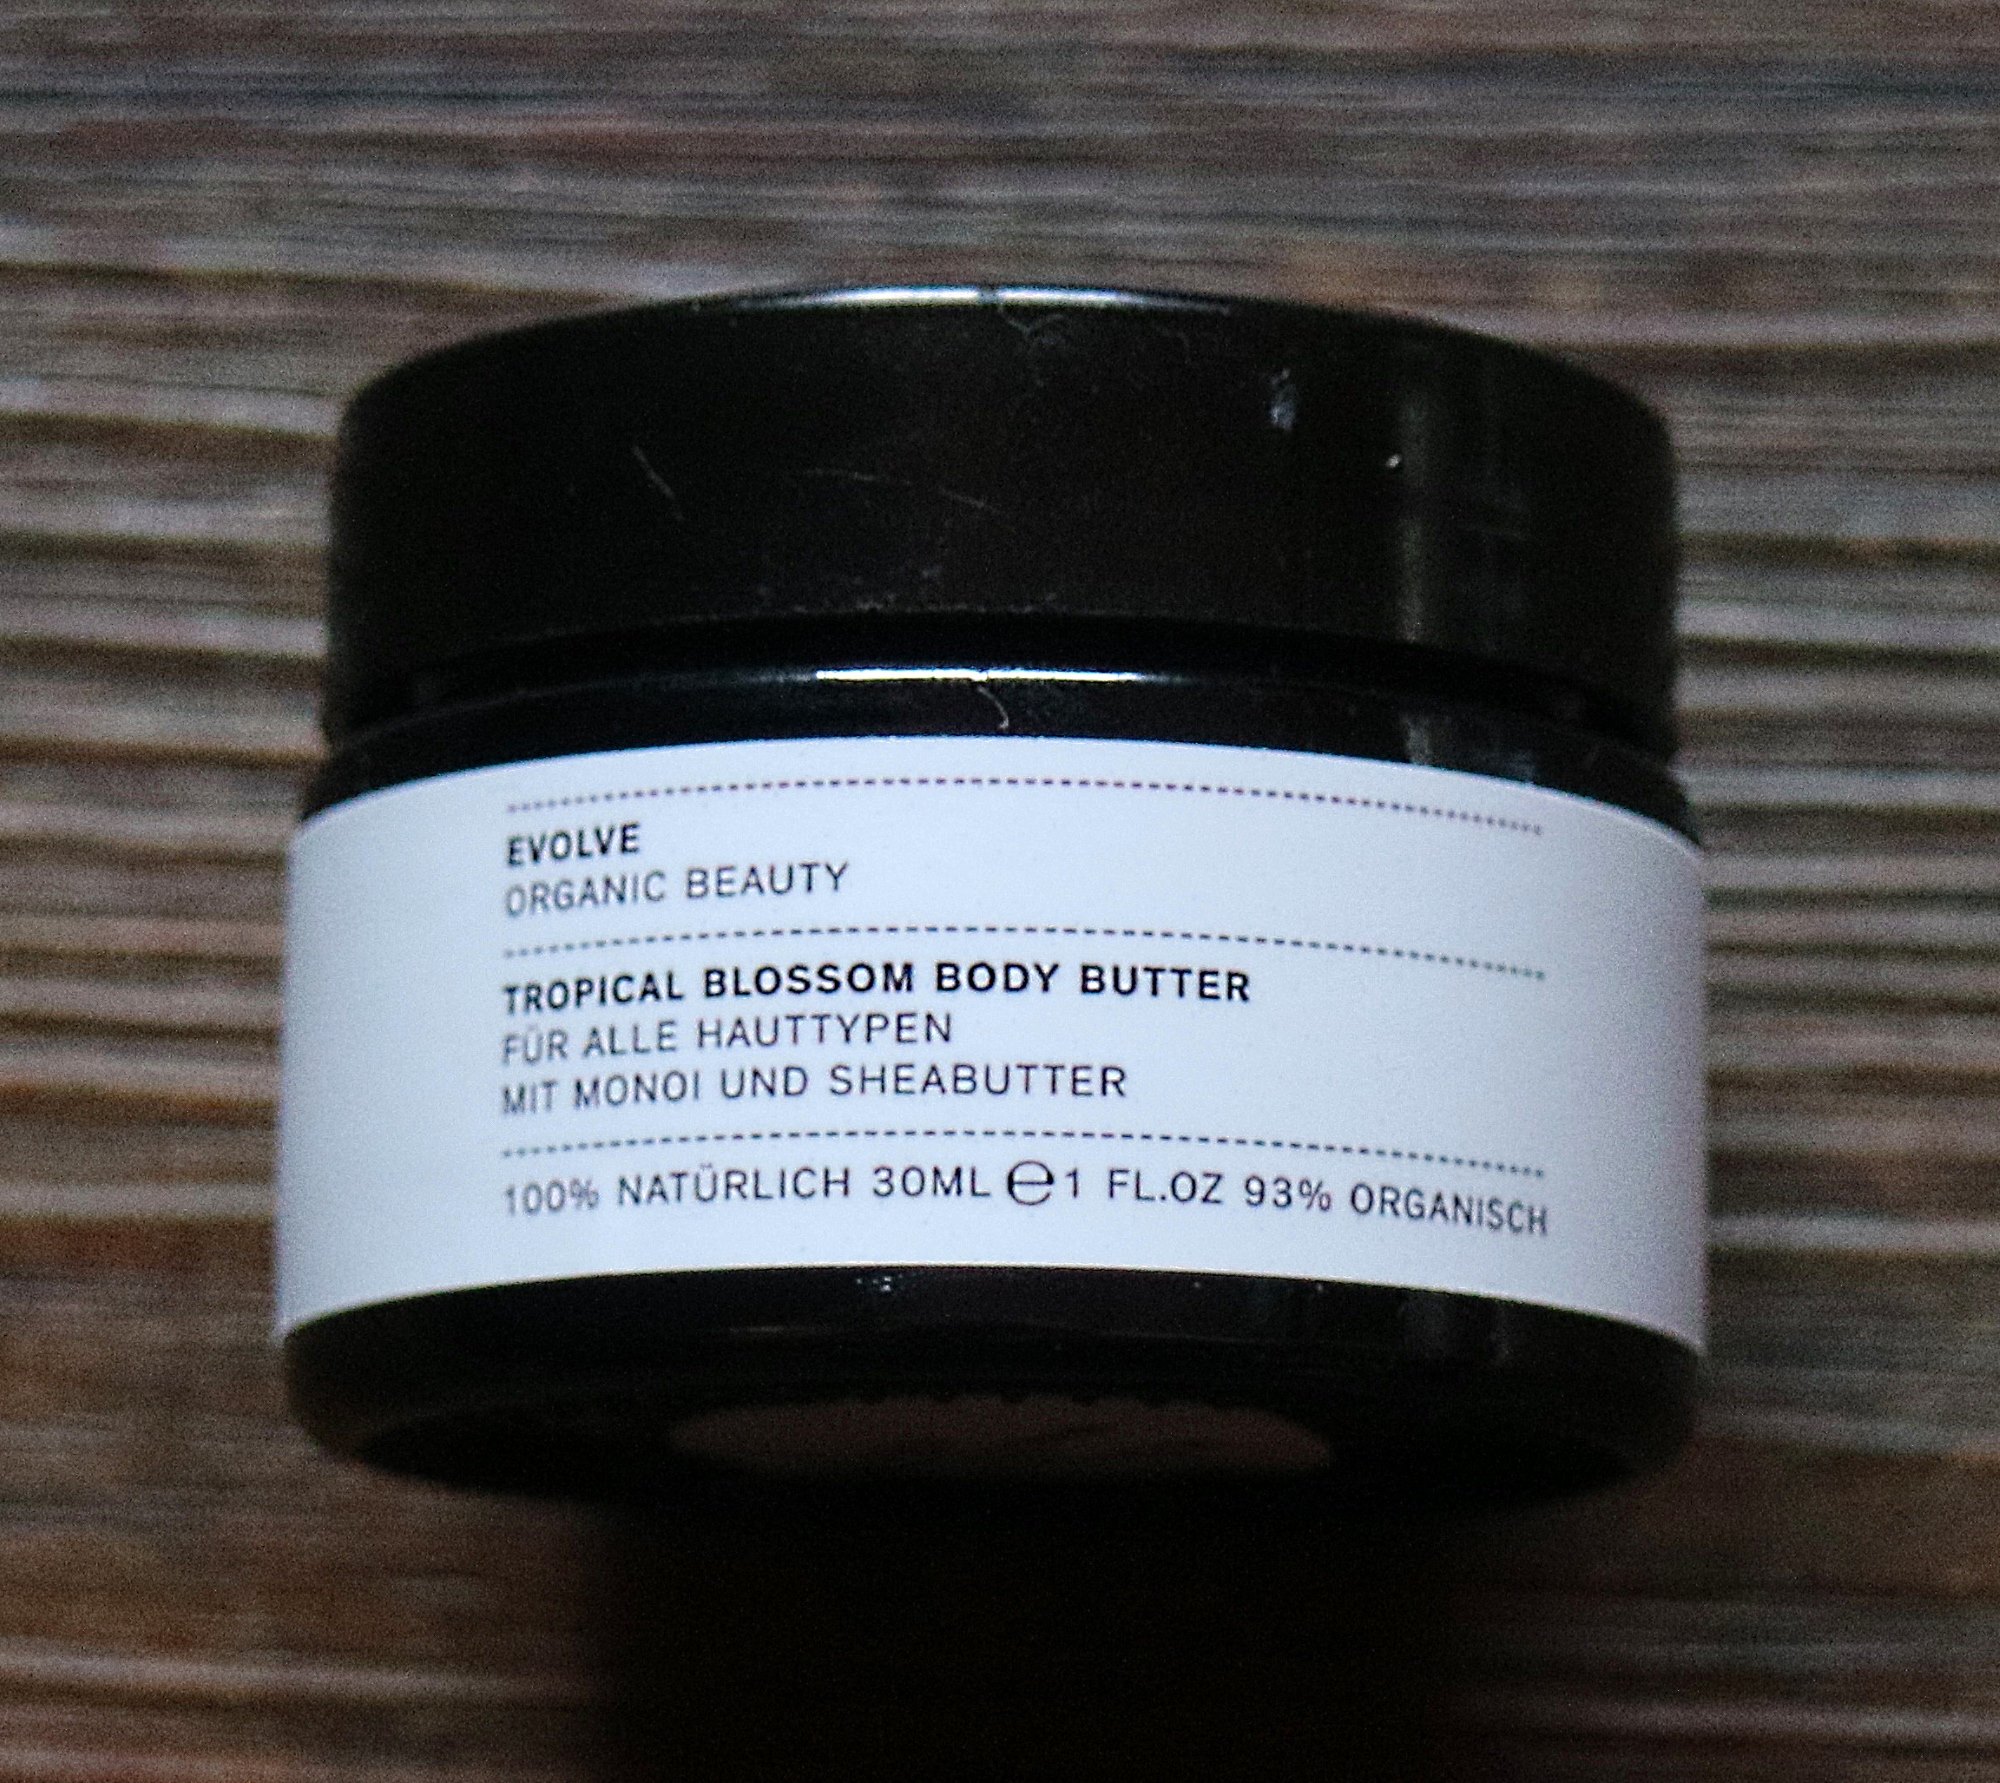 EVOLVE
ORGANIC BEAUTY
TROPICAL BLOSSOM BODY BUTTER
FÜR ALLE HAUTTYPEN
MIT MONOI UND SHEABUTTER
100% NATÜRLICH 30ML ℮ 1 FL.OZ 93% ORGANISCH